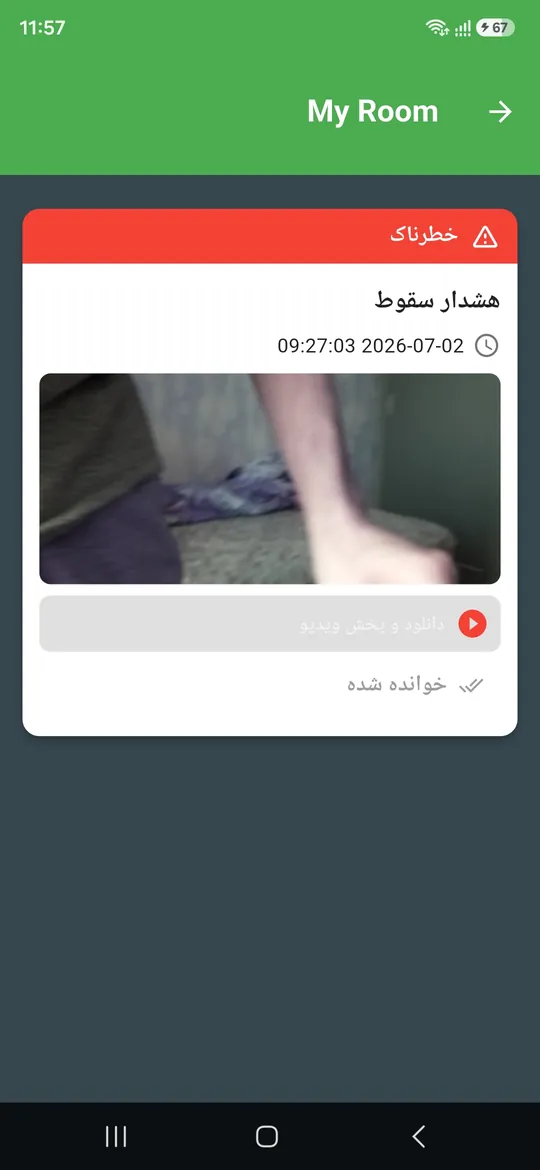 11:57
67
My Room
خطرناک
هشدار سقوط
09:27:03 2026-07-02
دانلود و پخش ویدیو
خوانده شده